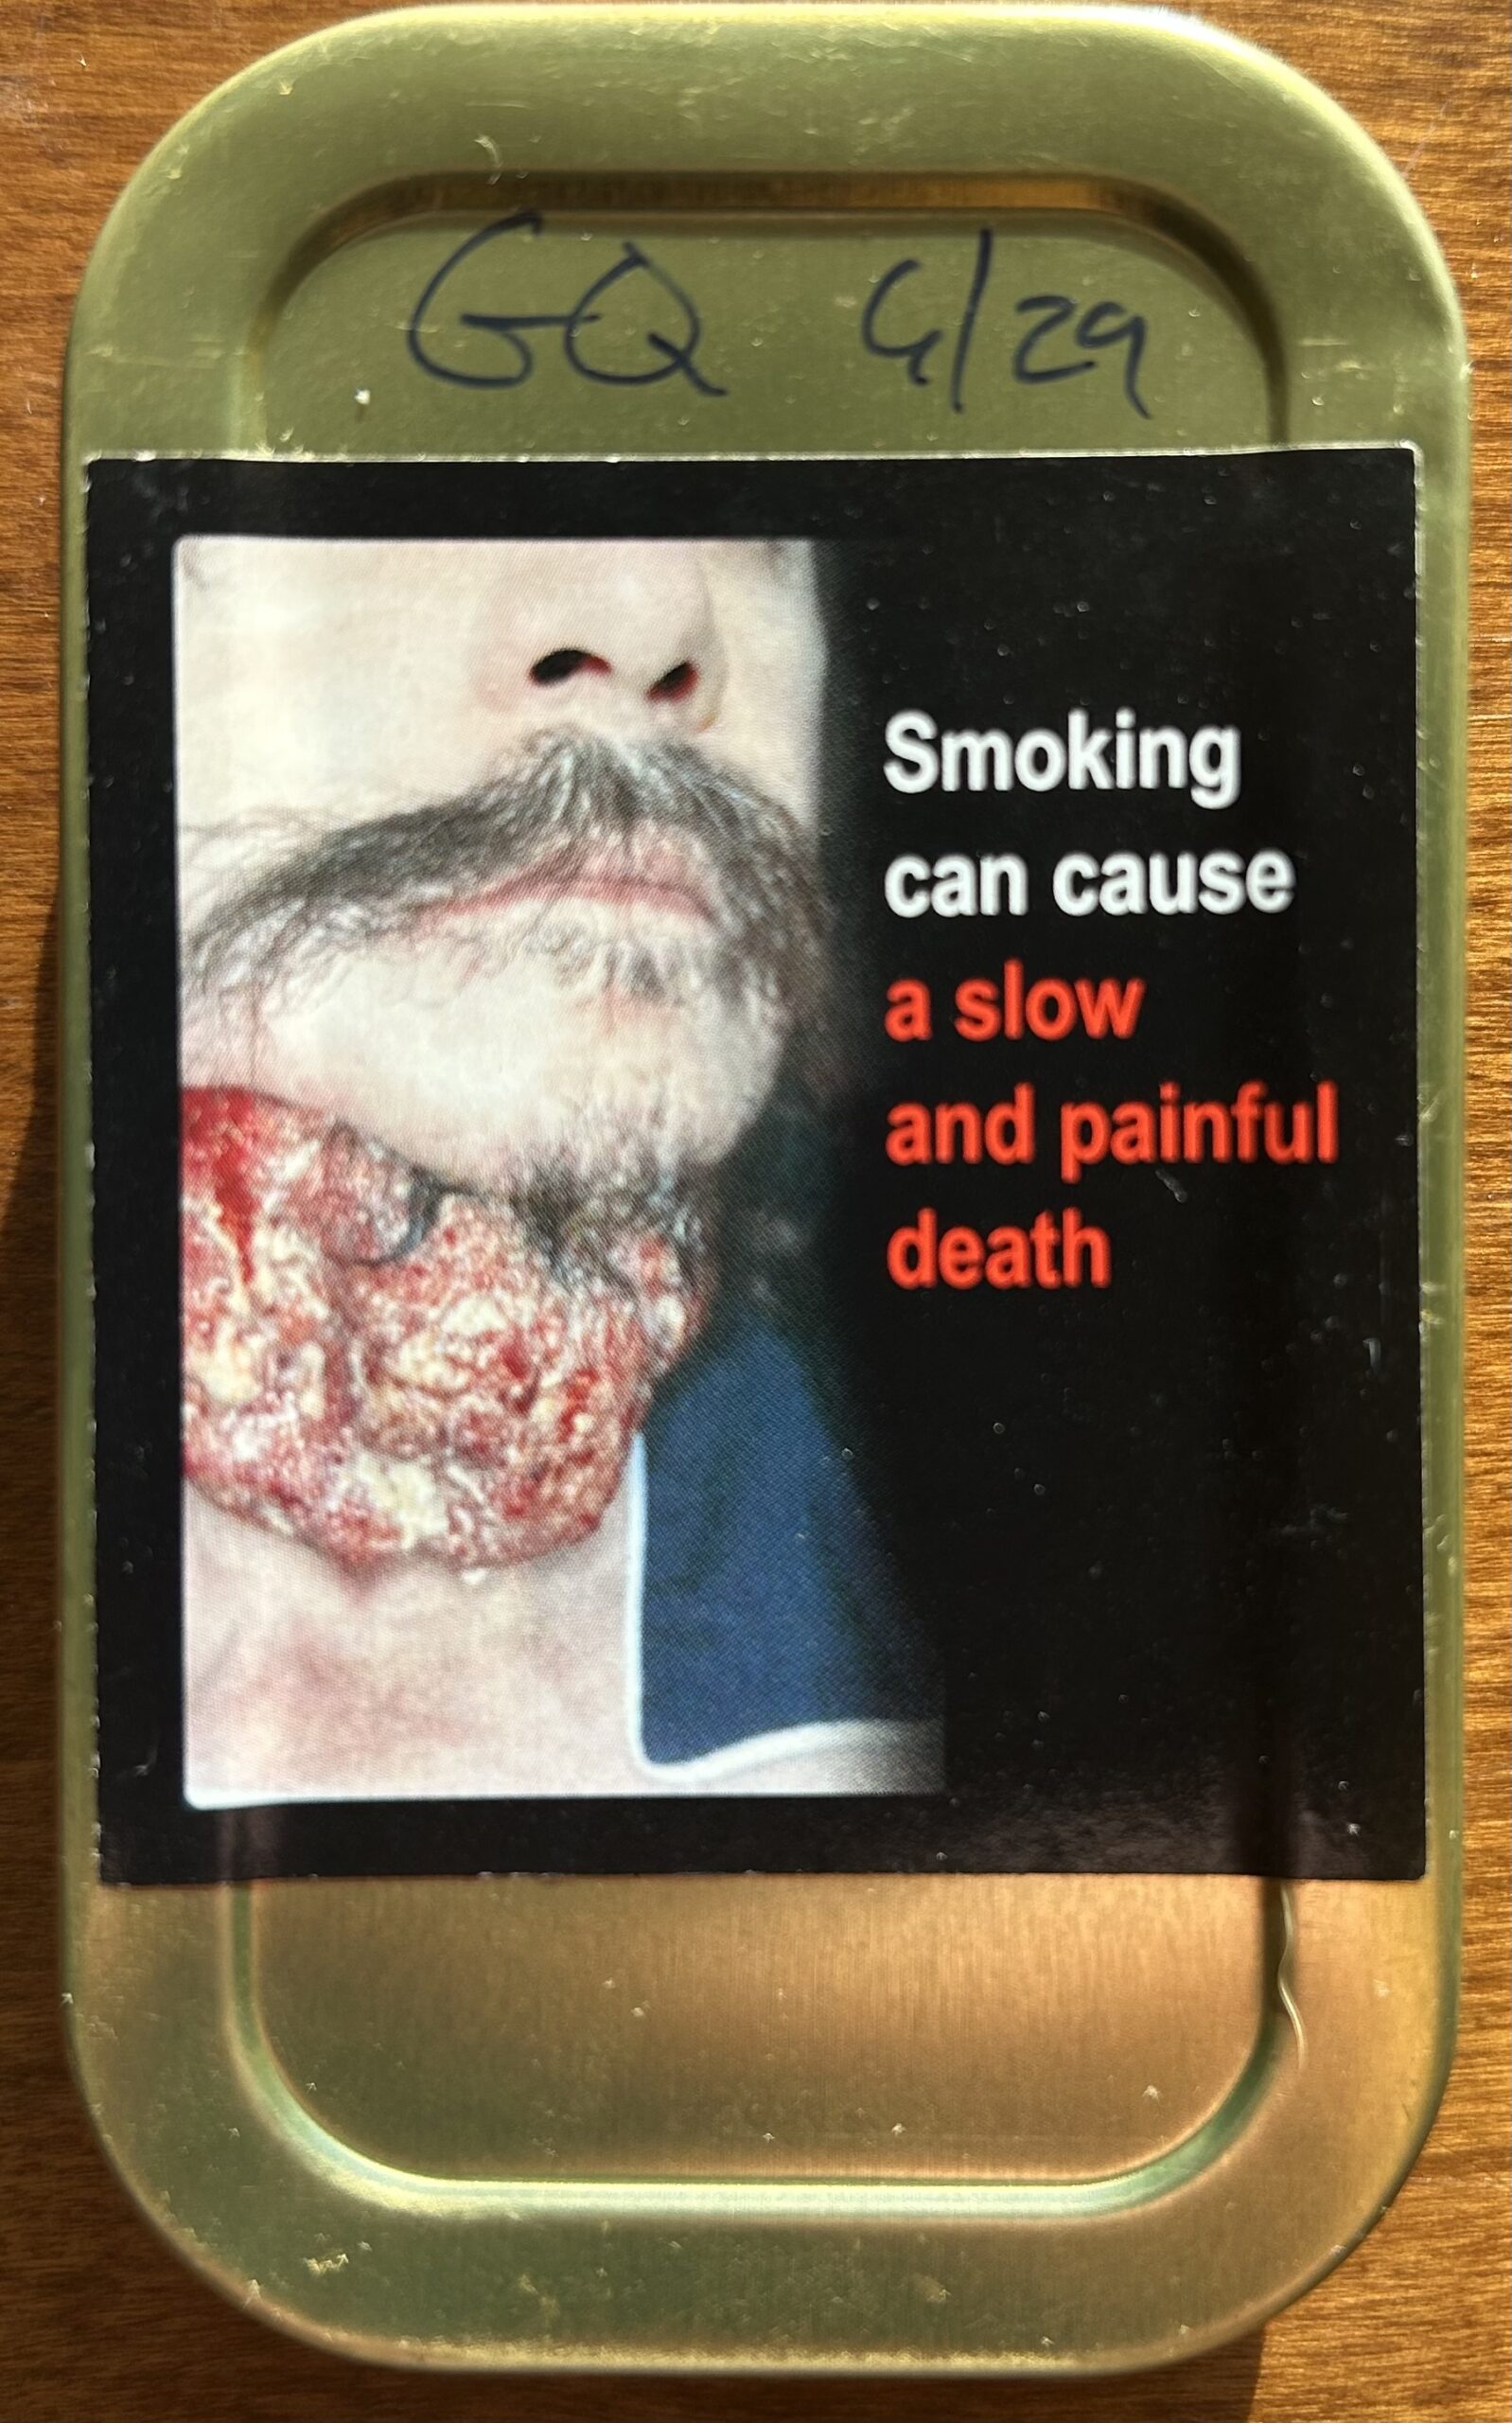 GQ 4/29
Smoking
can cause
a slow
and painful
death